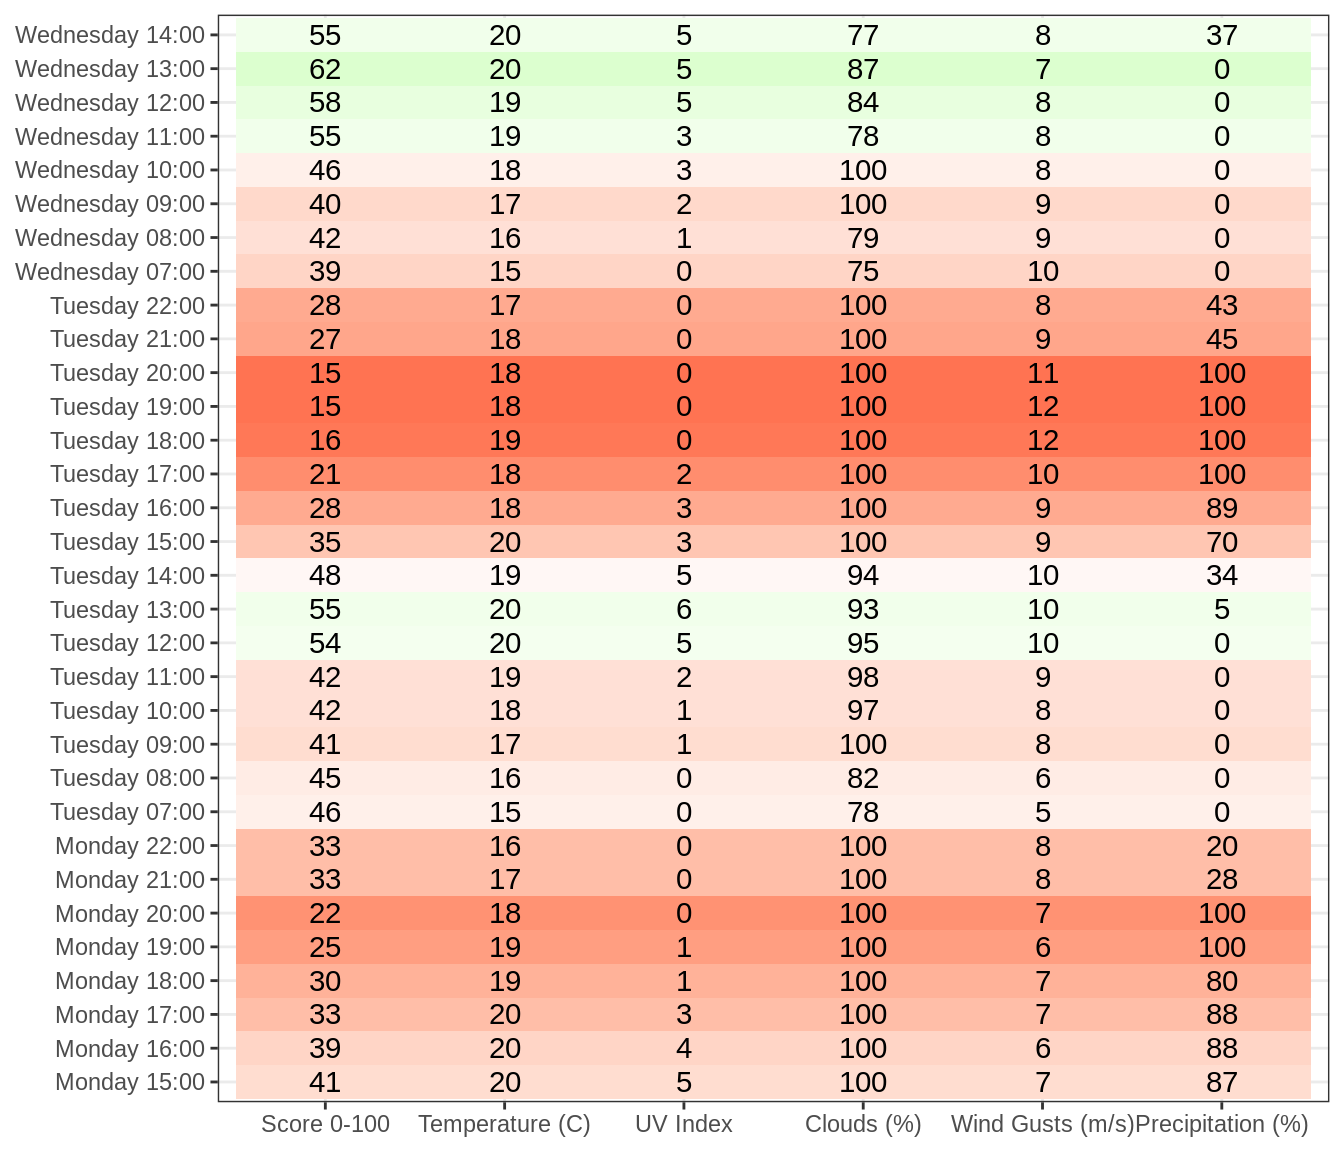 Wednesday 14:00 55 20 5 77 8 37
Wednesday 13:00 62 20 5 87 7 0
Wednesday 12:00 58 19 5 84 8 0
Wednesday 11:00 55 19 3 78 8 0
Wednesday 10:00 46 18 3 100 8 0
Wednesday 09:00 40 17 2 100 9 0
Wednesday 08:00 42 16 1 79 9 0
Wednesday 07:00 39 15 0 75 10 0
Tuesday 22:00 28 17 0 100 8 43
Tuesday 21:00 27 18 0 100 9 45
Tuesday 20:00 15 18 0 100 11 100
Tuesday 19:00 15 18 0 100 12 100
Tuesday 18:00 16 19 0 100 12 100
Tuesday 17:00 21 18 2 100 10 100
Tuesday 16:00 28 18 3 100 9 89
Tuesday 15:00 35 20 3 100 9 70
Tuesday 14:00 48 19 5 94 10 34
Tuesday 13:00 55 20 6 93 10 5
Tuesday 12:00 54 20 5 95 10 0
Tuesday 11:00 42 19 2 98 9 0
Tuesday 10:00 42 18 1 97 8 0
Tuesday 09:00 41 17 1 100 8 0
Tuesday 08:00 45 16 0 82 6 0
Tuesday 07:00 46 15 0 78 5 0
Monday 22:00 33 16 0 100 8 20
Monday 21:00 33 17 0 100 8 28
Monday 20:00 22 18 0 100 7 100
Monday 19:00 25 19 1 100 6 100
Monday 18:00 30 19 1 100 7 80
Monday 17:00 33 20 3 100 7 88
Monday 16:00 39 20 4 100 6 88
Monday 15:00 41 20 5 100 7 87
Score 0-100 Temperature (C) UV Index Clouds (%) Wind Gusts (m/s) Precipitation (%)